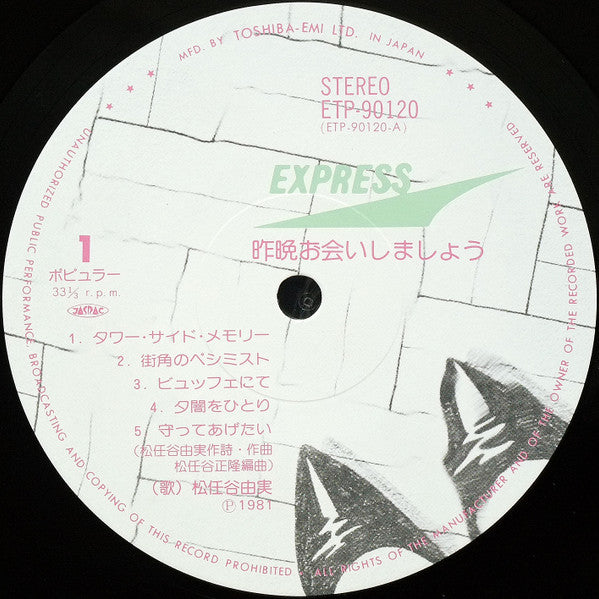 MFD. BY TOSHIBA-EMI LTD. IN JAPAN
STEREO
ETP-90120
(ETP-90120-A)
EXPRESS
昨晩お会いしましょう
1
ポピュラー
33⅓ r.p.m.
JASRAC
1. タワー・サイド・メモリー
2. 街角のペシミスト
3. ビュッフェにて
4. 夕闇をひとり
5. 守ってあげたい
(松任谷由実作詩・作曲
松任谷正隆編曲)
(歌) 松任谷由実
Ⓟ 1981
UNAUTHORIZED PUBLIC PERFORMANCE, BROADCASTING AND COPYING OF THIS RECORD PROHIBITED • ALL RIGHTS OF THE MANUFACTURER AND OF THE OWNER OF THE RECORDED WORK ARE RESERVED